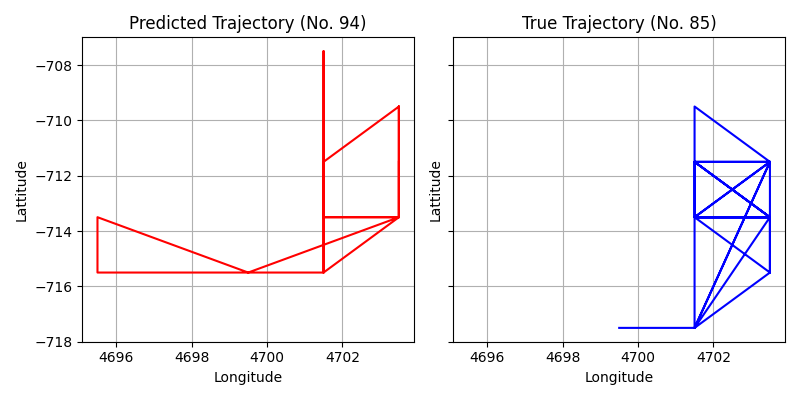 Predicted Trajectory (No. 94)
True Trajectory (No. 85)
−708
−710
−712
−714
−716
−718
Lattitude
Lattitude
4696 4698 4700 4702
4696 4698 4700 4702
Longitude
Longitude